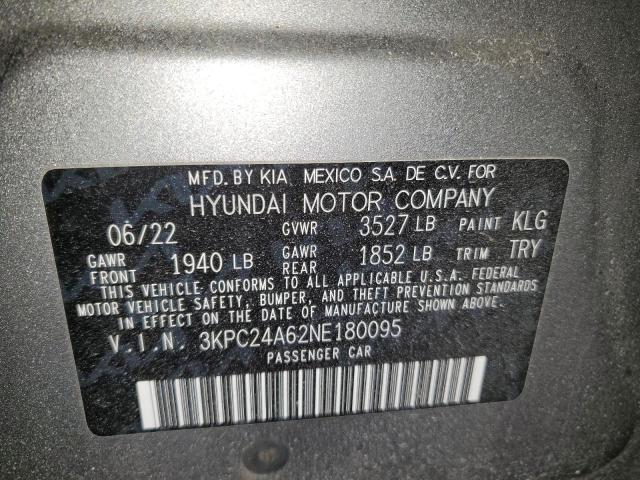 MFD. BY KIA MEXICO S.A. DE C.V. FOR
HYUNDAI MOTOR COMPANY
06/22 GVWR 3527 LB PAINT KLG
GAWR FRONT 1940 LB GAWR REAR 1852 LB TRIM TRY
THIS VEHICLE CONFORMS TO ALL APPLICABLE U.S.A. FEDERAL
MOTOR VEHICLE SAFETY, BUMPER, AND THEFT PREVENTION STANDARDS
IN EFFECT ON THE DATE OF MANUFACTURE SHOWN ABOVE.
V.I.N. 3KPC24A62NE180095
PASSENGER CAR